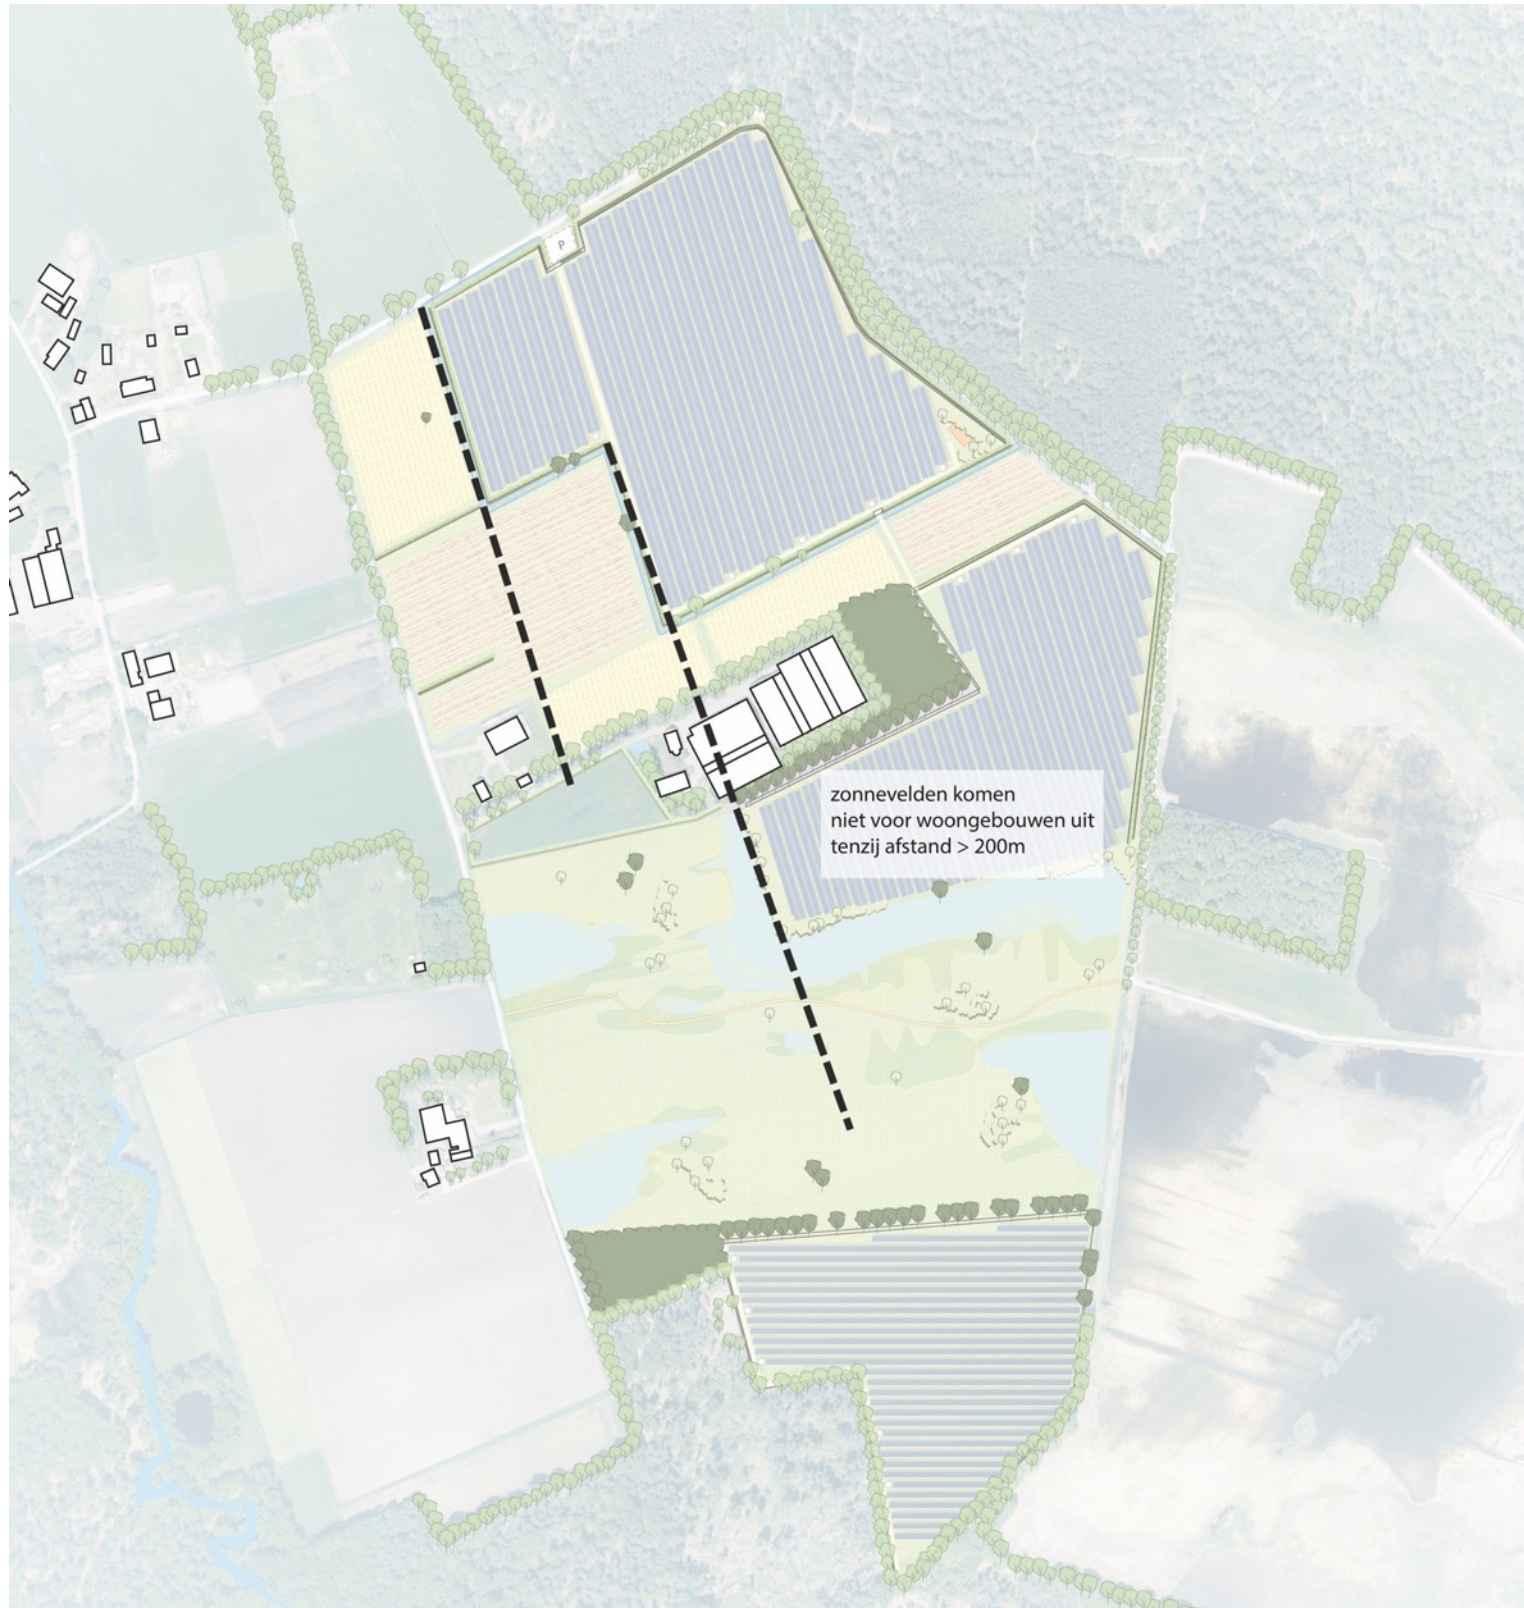 P
zonnevelden komen
niet voor woongebouwen uit
tenzij afstand > 200m